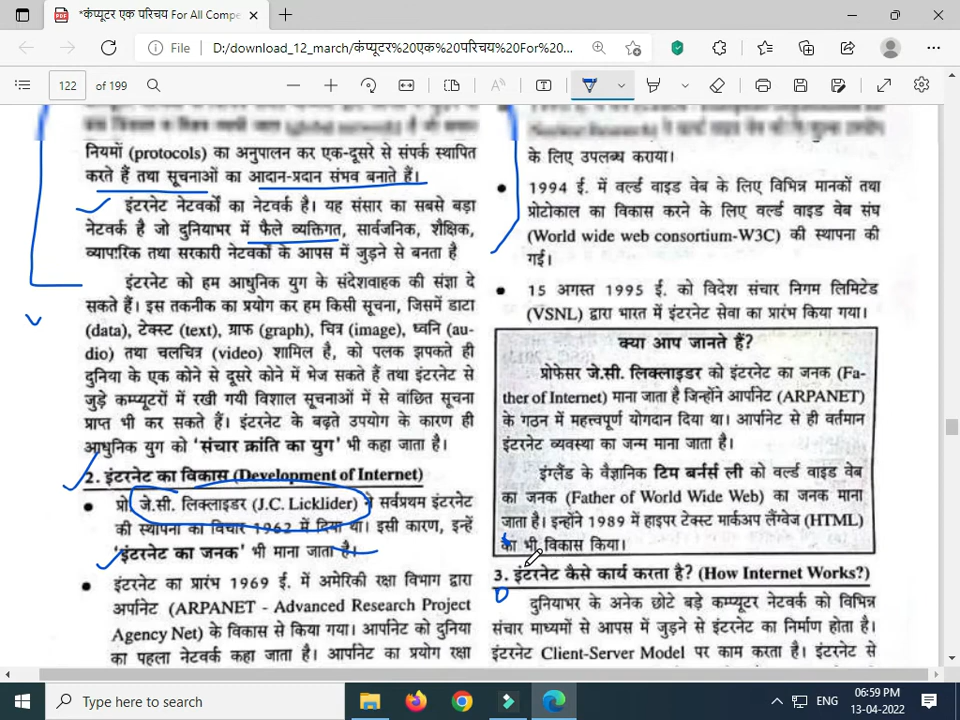 *कंप्यूटर एक परिचय For All Compe
File
D:/download_12_march/कंप्यूटर%20एक%20परिचय%20For%20...
122 of 199
नियमों (protocols) का अनुपालन कर एक-दूसरे से संपर्क स्थापित
करते हैं तथा सूचनाओं का आदान-प्रदान संभव बनाते हैं।
इंटरनेट नेटवर्कों का नेटवर्क है। यह संसार का सबसे बड़ा
नेटवर्क है जो दुनियाभर में फैले व्यक्तिगत, सार्वजनिक, शैक्षिक,
व्यापारिक तथा सरकारी नेटवर्कों के आपस में जुड़ने से बनता है
इंटरनेट को हम आधुनिक युग के संदेशवाहक की संज्ञा दे
सकते हैं। इस तकनीक का प्रयोग कर हम किसी सूचना, जिसमें डाटा
(data), टेक्स्ट (text), ग्राफ (graph), चित्र (image), ध्वनि (au-
dio) तथा चलचित्र (video) शामिल है, को पलक झपकते ही
दुनिया के एक कोने से दूसरे कोने में भेज सकते हैं तथा इंटरनेट से
जुड़े कम्प्यूटरों में रखी गयी विशाल सूचनाओं में से वांछित सूचना
प्राप्त भी कर सकते हैं। इंटरनेट के बढ़ते उपयोग के कारण ही
आधुनिक युग को 'संचार क्रांति का युग' भी कहा जाता है।
2. इंटरनेट का विकास (Development of Internet)
• प्रो जे.सी. लिक्लाइडर (J.C. Licklider) ने सर्वप्रथम इंटरनेट
की स्थापना का विचार 1962 में दिया था। इसी कारण, इन्हें
'इंटरनेट का जनक' भी माना जाता है।
• इंटरनेट का प्रारंभ 1969 ई. में अमेरिकी रक्षा विभाग द्वारा
अर्पानेट (ARPANET - Advanced Research Project
Agency Net) के विकास से किया गया। आर्पानेट को दुनिया
का पहला नेटवर्क कहा जाता है। आर्पानेट का प्रयोग रक्षा
के लिए उपलब्ध कराया।
• 1994 ई. में वर्ल्ड वाइड वेब के लिए विभिन्न मानकों तथा
प्रोटोकाल का विकास करने के लिए वर्ल्ड वाइड वेब संघ
(World wide web consortium-W3C) की स्थापना की
गई।
• 15 अगस्त 1995 ई. को विदेश संचार निगम लिमिटेड
(VSNL) द्वारा भारत में इंटरनेट सेवा का प्रारंभ किया गया।
क्या आप जानते हैं?
प्रोफेसर जे.सी. लिक्लाइडर को इंटरनेट का जनक (Fa-
ther of Internet) माना जाता है जिन्होंने आर्पानेट (ARPANET)
के गठन में महत्त्वपूर्ण योगदान दिया था। आर्पानेट से ही वर्तमान
इंटरनेट व्यवस्था का जन्म माना जाता है।
इंग्लैंड के वैज्ञानिक टिम बर्नर्स ली को वर्ल्ड वाइड वेब
का जनक (Father of World Wide Web) का जनक माना
जाता है। इन्होंने 1989 में हाइपर टेक्स्ट मार्कअप लैंग्वेज (HTML)
का भी विकास किया।
3. इंटरनेट कैसे कार्य करता है? (How Internet Works?)
दुनियाभर के अनेक छोटे बड़े कम्प्यूटर नेटवर्क को विभिन्न
संचार माध्यमों से आपस में जुड़ने से इंटरनेट का निर्माण होता है।
इंटरनेट Client-Server Model पर काम करता है। इंटरनेट से
Type here to search
ENG
06:59 PM
13-04-2022